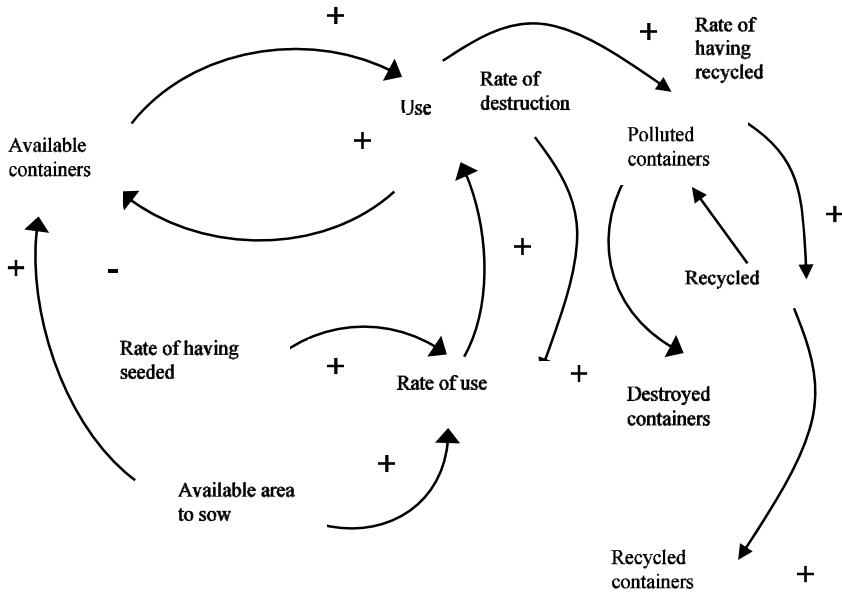 +
+
Rate of
having
recycled
Rate of
destruction
Use
+
Polluted
containers
Available
containers
+
+
+
-
Recycled
Rate of having
seeded
+
Rate of use
+
Destroyed
containers
+
Available area
to sow
Recycled
containers
+